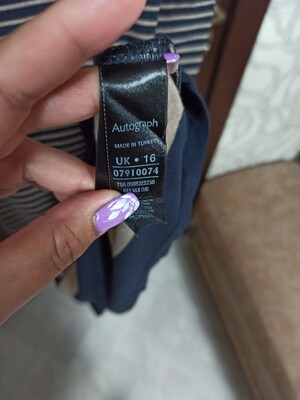 Autograph
MADE IN TURKEY
UK • 16
07910074